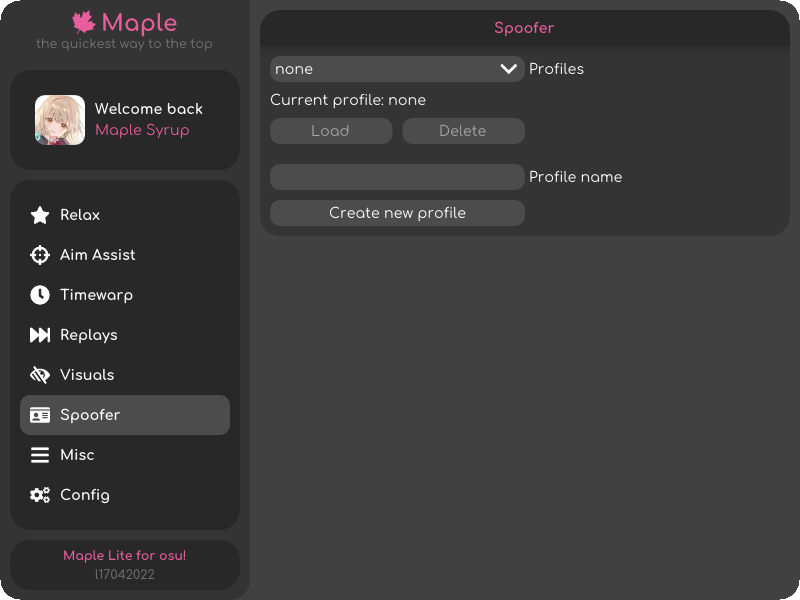 Maple
the quickest way to the top
Welcome back
Maple Syrup
Relax
Aim Assist
Timewarp
Replays
Visuals
Spoofer
Misc
Config
Maple Lite for osu!
l17042022
Spoofer
none Profiles
Current profile: none
Load Delete
Profile name
Create new profile